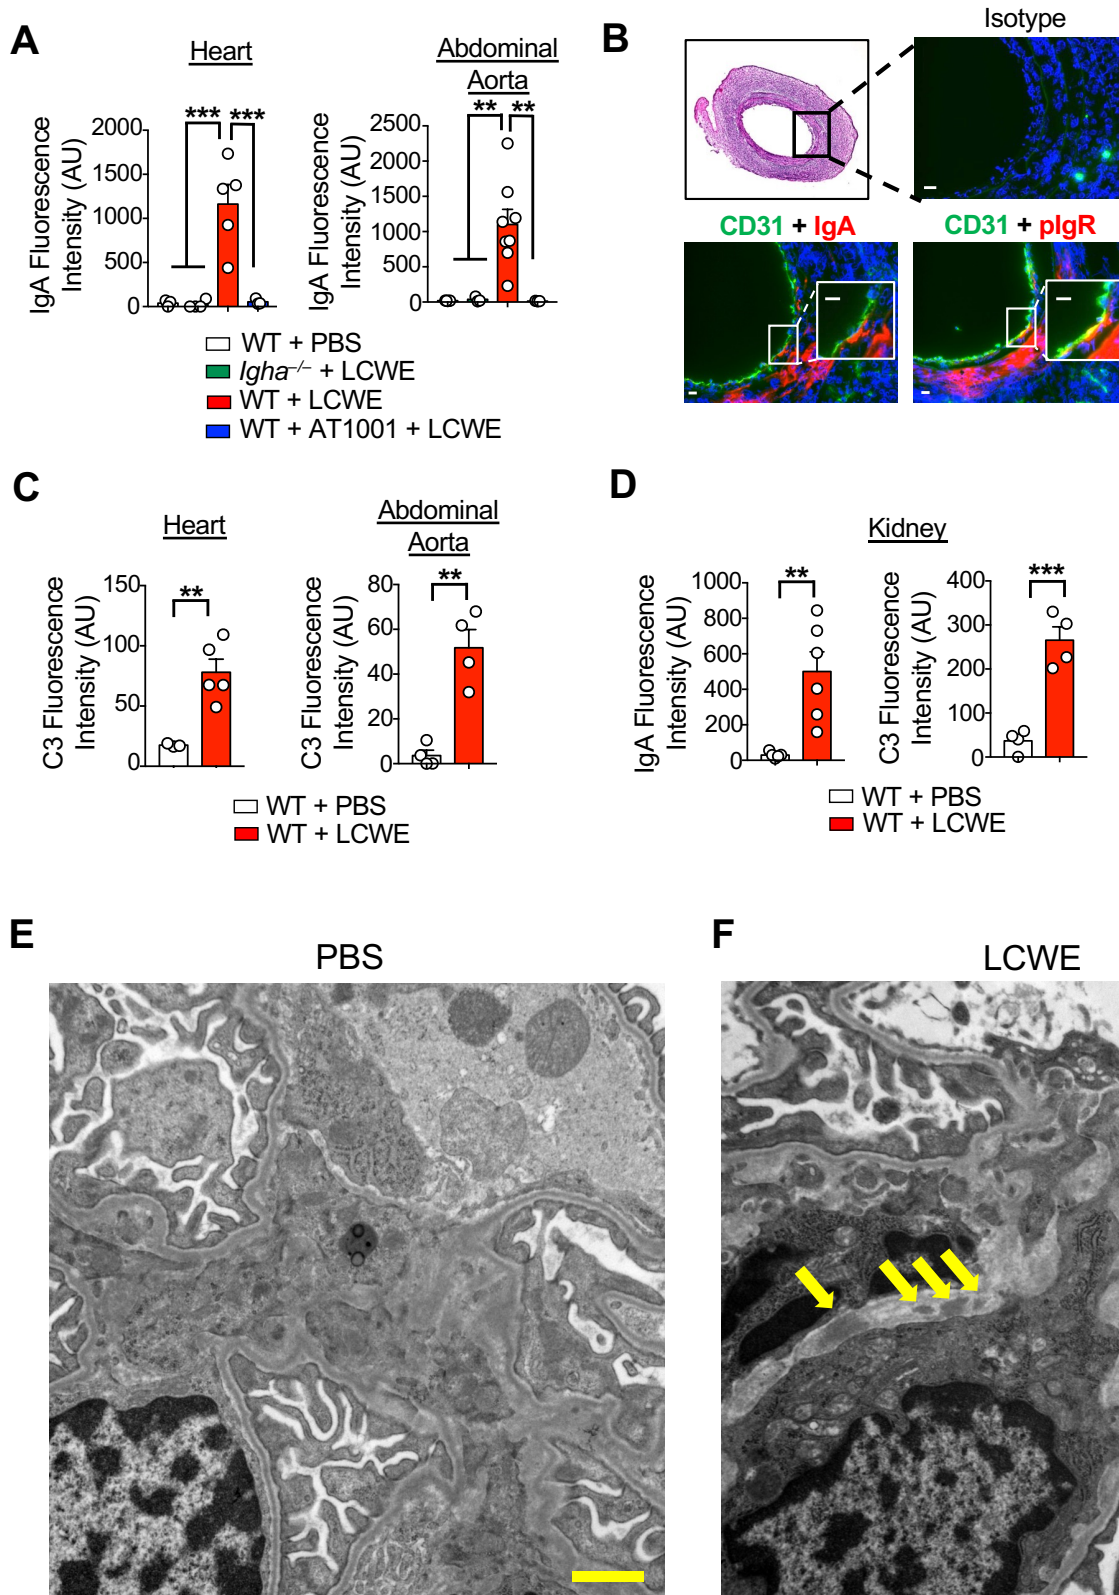 A
Heart
Abdominal
Aorta
IgA Fluorescence
Intensity (AU)
2000
1500
1000
500
0
***
***
IgA Fluorescence
Intensity (AU)
2500
2000
1500
1000
500
0
**
**
WT + PBS
Igha–/– + LCWE
WT + LCWE
WT + AT1001 + LCWE
B
Isotype
CD31 + IgA
CD31 + pIgR
C
Heart
Abdominal
Aorta
C3 Fluorescence
Intensity (AU)
150
100
50
0
**
C3 Fluorescence
Intensity (AU)
80
60
40
20
0
**
WT + PBS
WT + LCWE
D
Kidney
IgA Fluorescence
Intensity (AU)
1000
800
600
400
200
0
**
C3 Fluorescence
Intensity (AU)
400
300
200
100
0
***
WT + PBS
WT + LCWE
E
PBS
F
LCWE